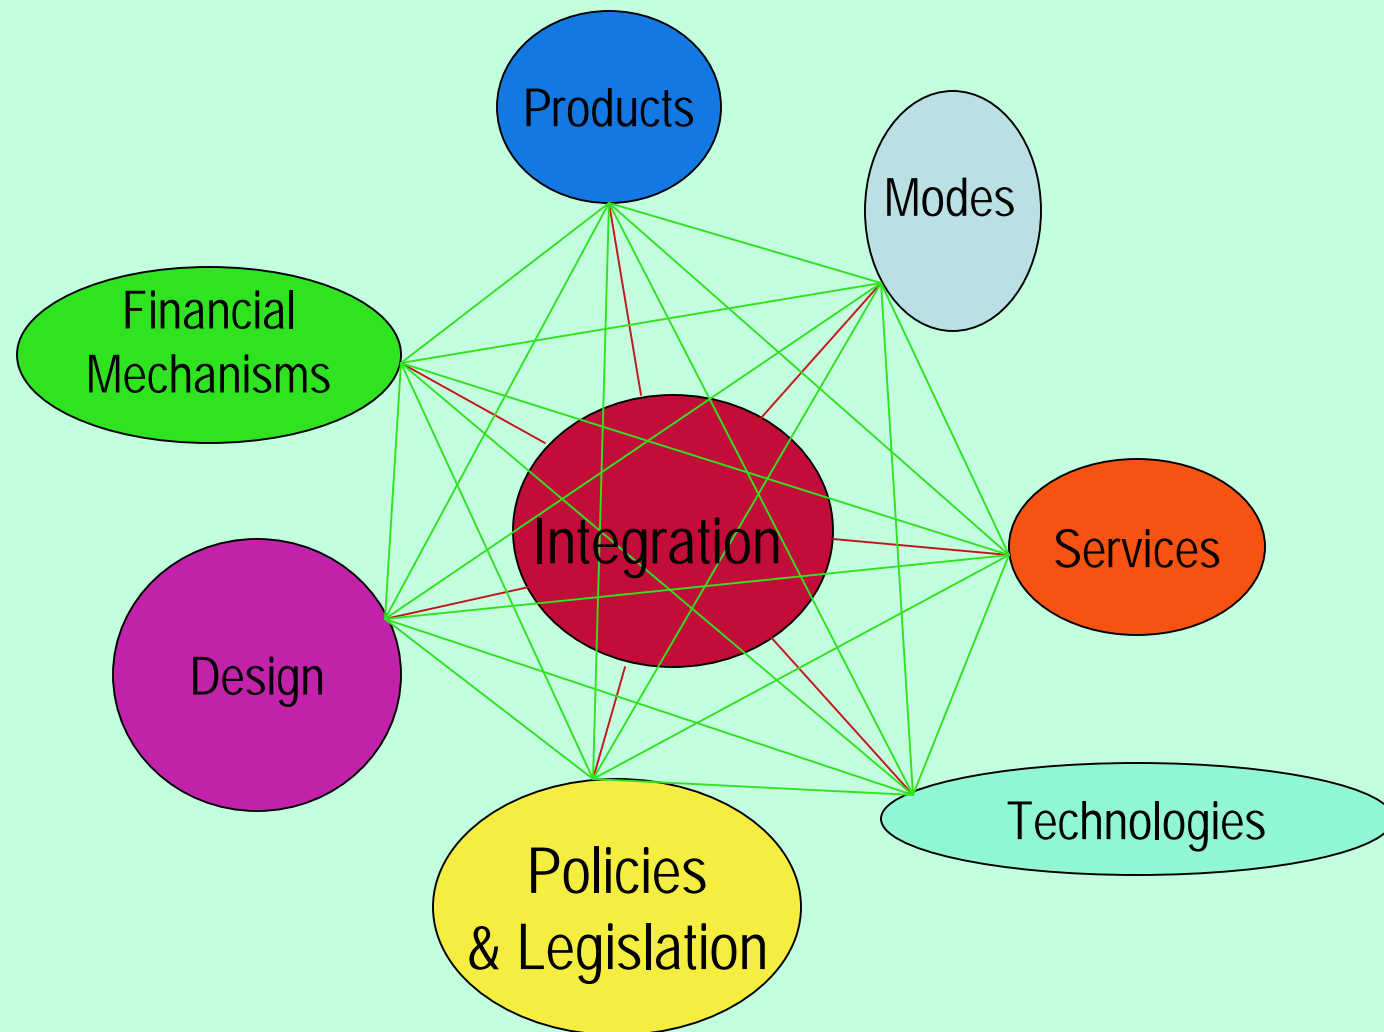 Products
Modes
Financial
Mechanisms
Integration
Services
Design
Technologies
Policies
& Legislation